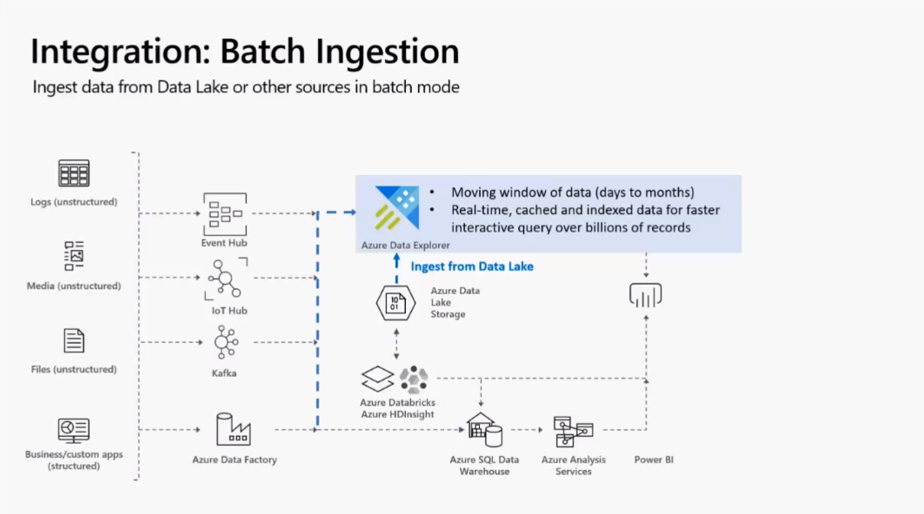 Integration: Batch Ingestion
Ingest data from Data Lake or other sources in batch mode
Logs (unstructured)
Media (unstructured)
Files (unstructured)
Business/custom apps
(structured)
Event Hub
IoT Hub
Kafka
Azure Data Factory
Azure Data Explorer
• Moving window of data (days to months)
• Real-time, cached and indexed data for faster
interactive query over billions of records
Ingest from Data Lake
10
01
Azure Data
Lake
Storage
Azure Databricks
Azure HDInsight
Azure SQL Data
Warehouse
Azure Analysis
Services
Power BI